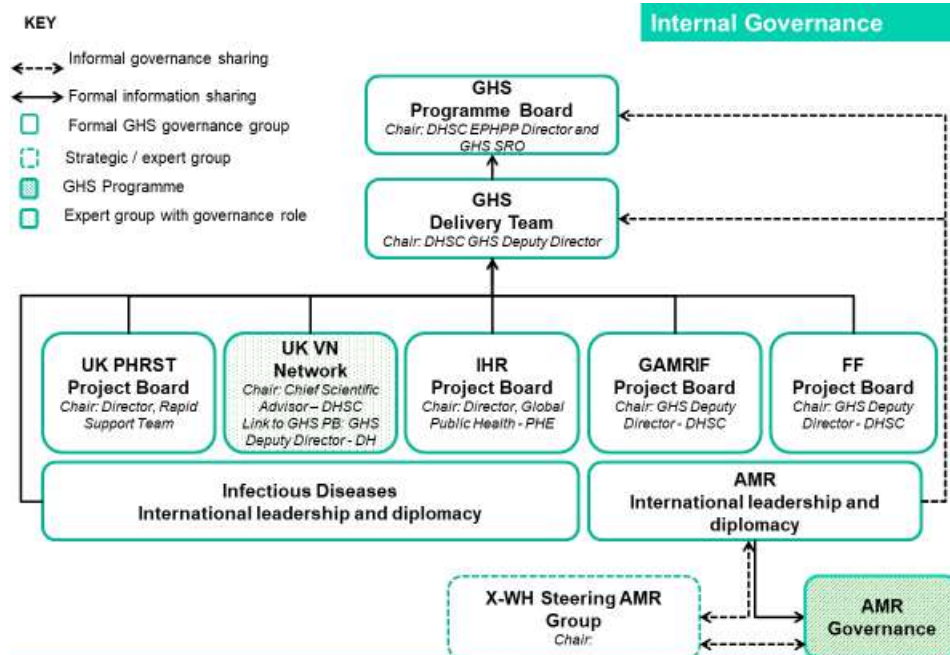 KEY
Internal Governance
Informal governance sharing
Formal information sharing
Formal GHS governance group
Strategic / expert group
GHS Programme
Expert group with governance role
GHS
Programme Board
Chair: DHSC EPHPP Director and
GHS SRO
GHS
Delivery Team
Chair: DHSC GHS Deputy Director
UK PHRST
Project Board
Chair: Director, Rapid
Support Team
UK VN
Network
Chair: Chief Scientific
Advisor – DHSC
Link to GHS PB: GHS
Deputy Director - DH
IHR
Project Board
Chair: Director, Global
Public Health - PHE
GAMRIF
Project Board
Chair: GHS Deputy
Director - DHSC
FF
Project Board
Chair: GHS Deputy
Director - DHSC
Infectious Diseases
International leadership and diplomacy
AMR
International leadership and
diplomacy
X-WH Steering AMR
Group
Chair:
AMR
Governance